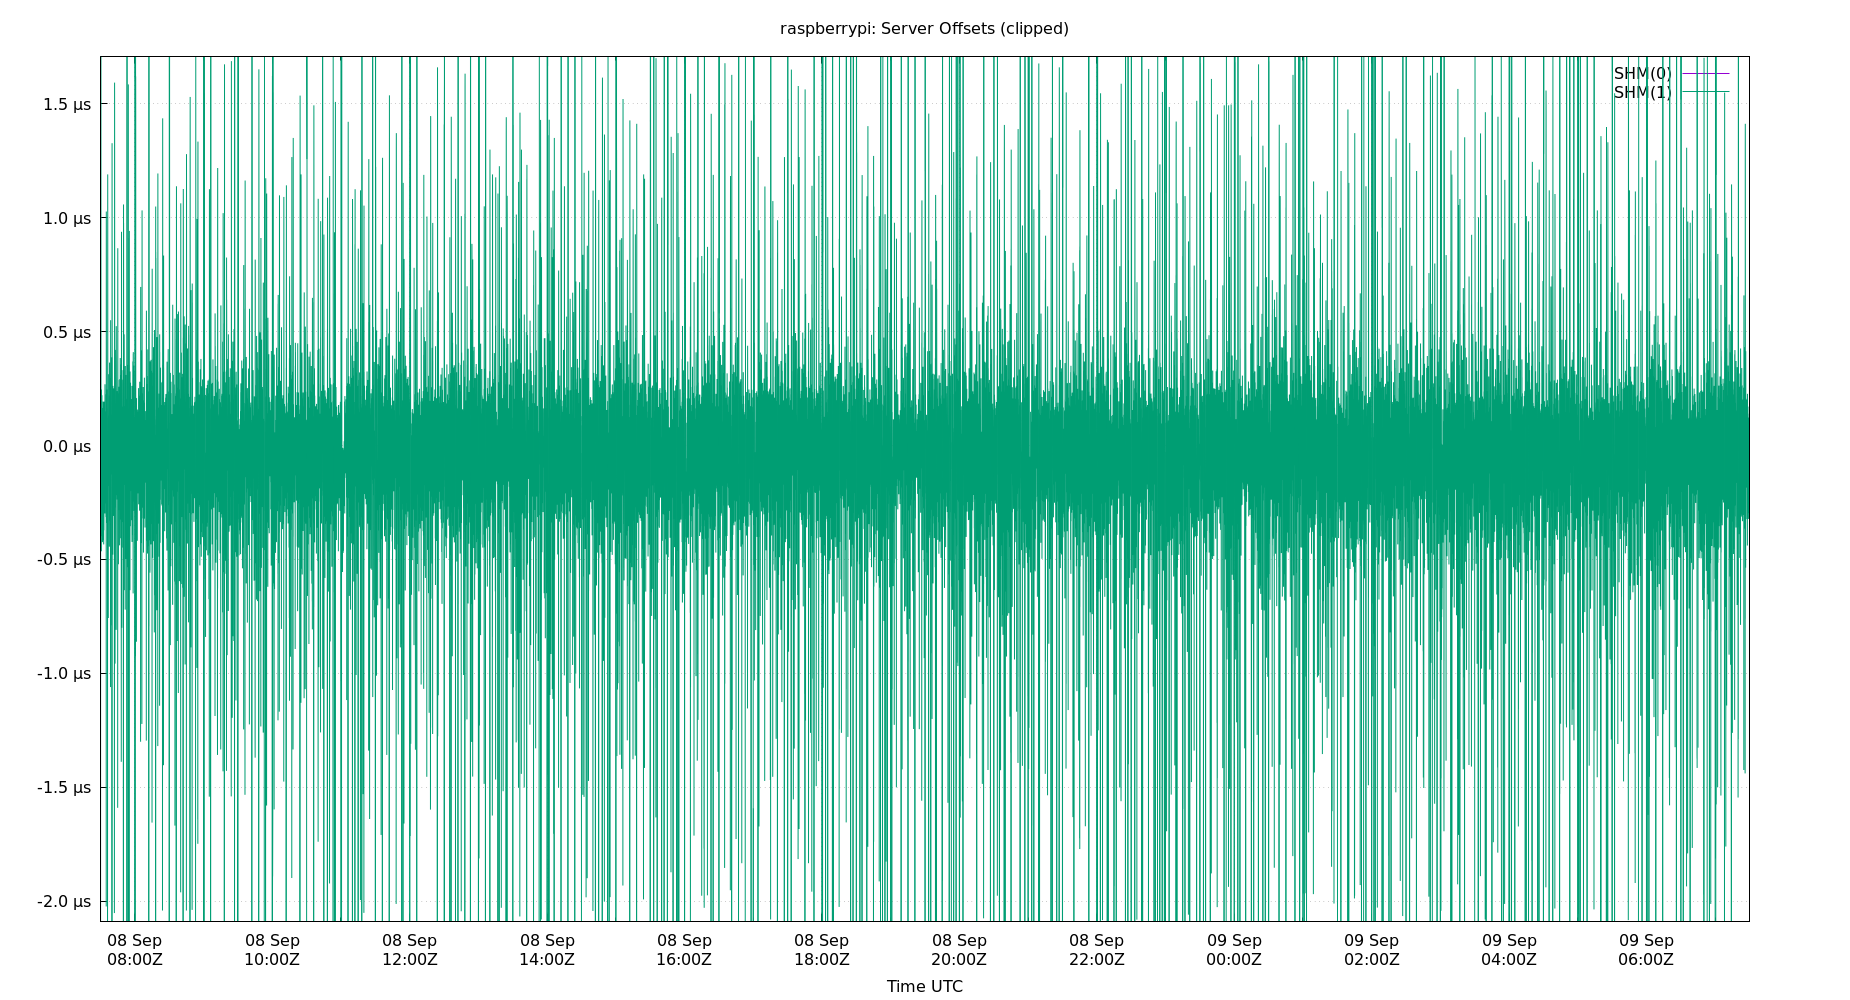 raspberrypi: Server Offsets (clipped)
SHM(0)
SHM(1)
1.5 µs
1.0 µs
0.5 µs
0.0 µs
-0.5 µs
-1.0 µs
-1.5 µs
-2.0 µs
08 Sep 08 Sep 08 Sep 08 Sep 08 Sep 08 Sep 08 Sep 08 Sep 09 Sep 09 Sep 09 Sep 09 Sep
08:00Z 10:00Z 12:00Z 14:00Z 16:00Z 18:00Z 20:00Z 22:00Z 00:00Z 02:00Z 04:00Z 06:00Z
Time UTC